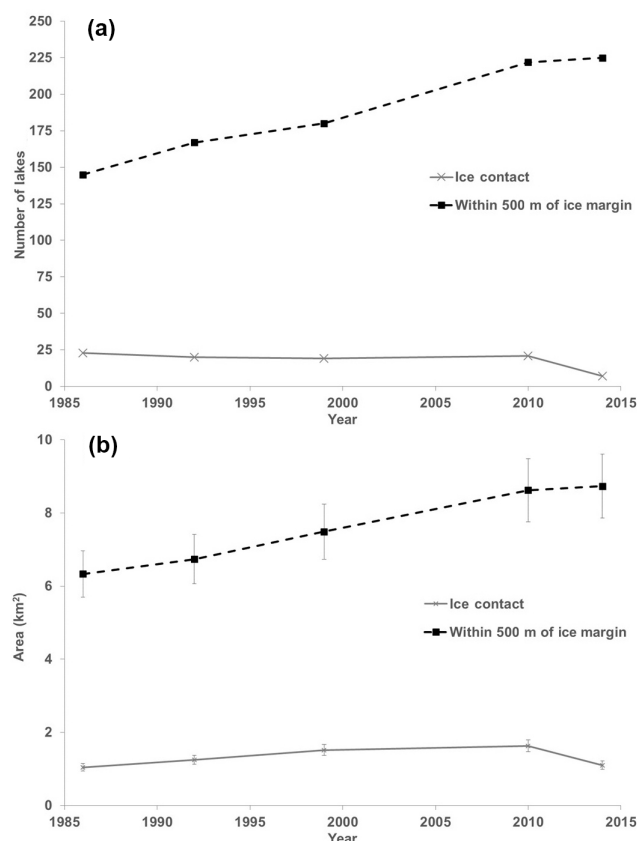 (a)
250
225
200
175
150
125
100
75
50
25
0
Number of lakes
Ice contact
Within 500 m of ice margin
1985 1990 1995 2000 2005 2010 2015
Year
(b)
10
8
6
4
2
0
Area (km²)
Ice contact
Within 500 m of ice margin
1985 1990 1995 2000 2005 2010 2015
Year